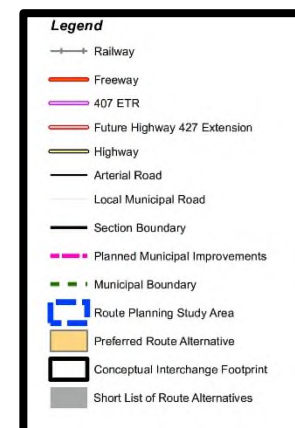 Legend
Railway
Freeway
407 ETR
Future Highway 427 Extension
Highway
Arterial Road
Local Municipal Road
Section Boundary
Planned Municipal Improvements
Municipal Boundary
Route Planning Study Area
Preferred Route Alternative
Conceptual Interchange Footprint
Short List of Route Alternatives